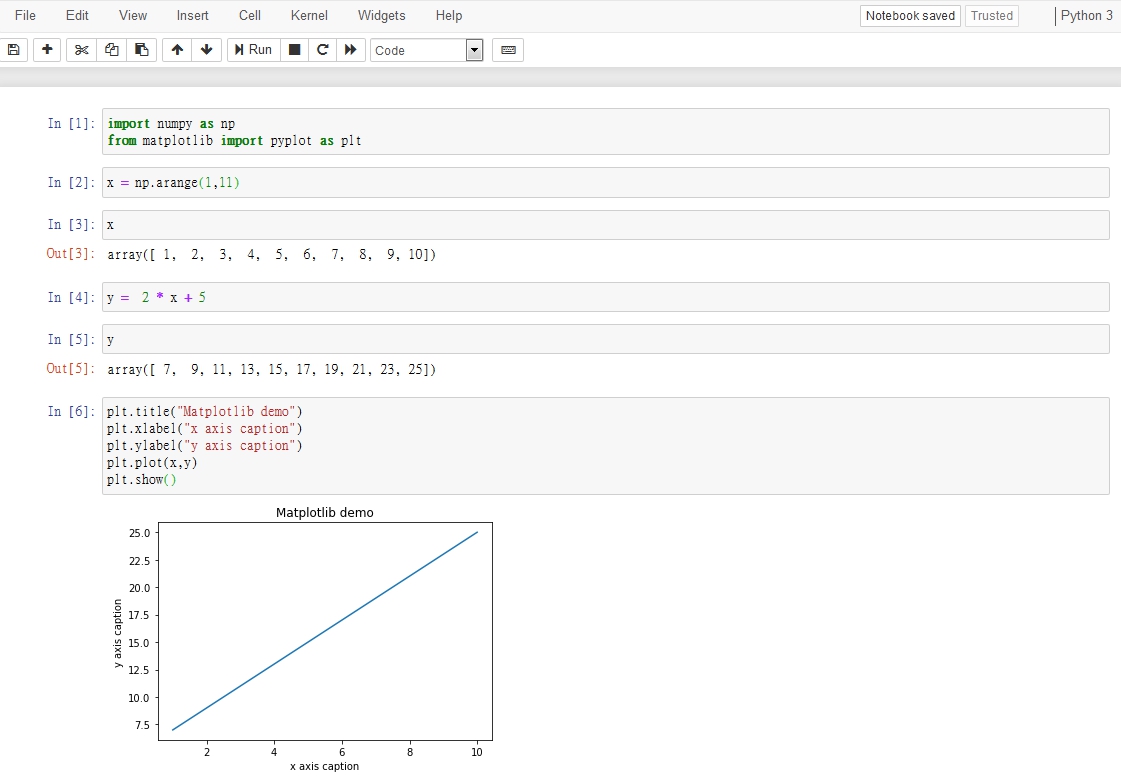 File Edit View Insert Cell Kernel Widgets Help Notebook saved Trusted Python 3
Run Code
In [1]: import numpy as np
from matplotlib import pyplot as plt
In [2]: x = np.arange(1,11)
In [3]: x
Out[3]: array([ 1,  2,  3,  4,  5,  6,  7,  8,  9, 10])
In [4]: y =  2 * x + 5
In [5]: y
Out[5]: array([ 7,  9, 11, 13, 15, 17, 19, 21, 23, 25])
In [6]: plt.title("Matplotlib demo")
plt.xlabel("x axis caption")
plt.ylabel("y axis caption")
plt.plot(x,y)
plt.show()
Matplotlib demo
25.0
22.5
20.0
17.5
15.0
12.5
10.0
7.5
y axis caption
2 4 6 8 10
x axis caption